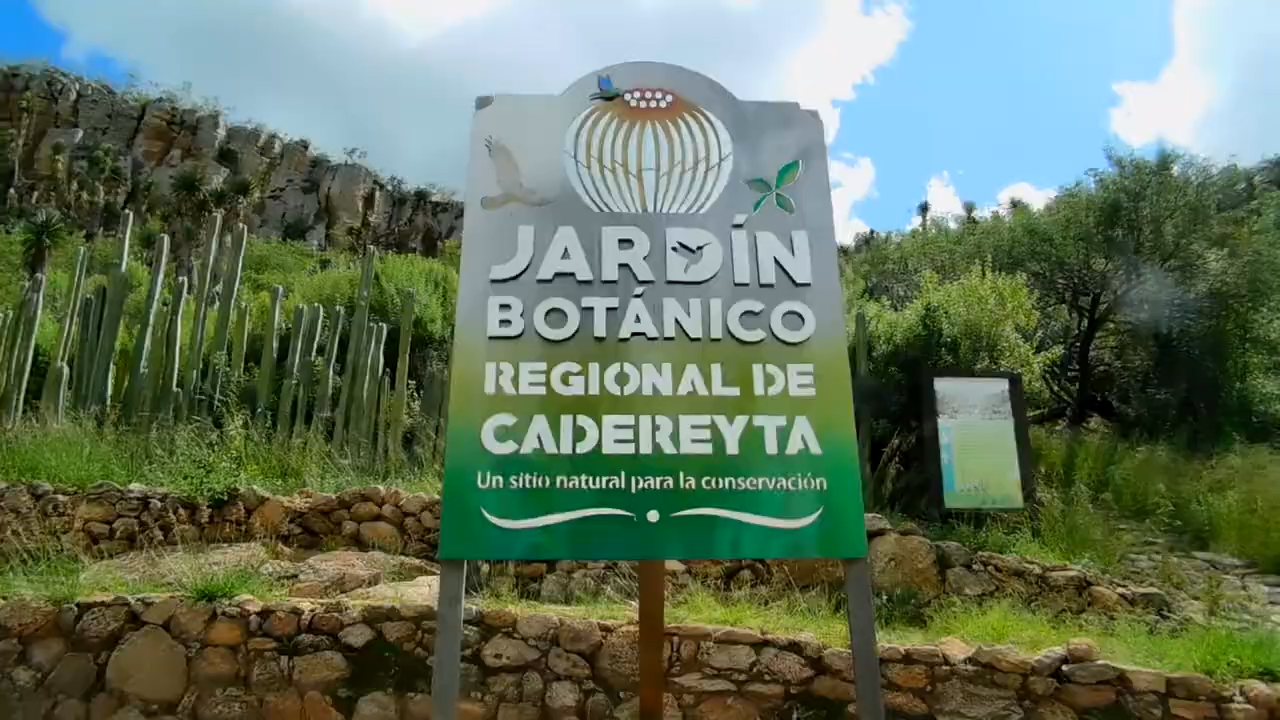 JARDÍN
BOTÁNICO
REGIONAL DE
CADEREYTA
Un sitio natural para la conservación